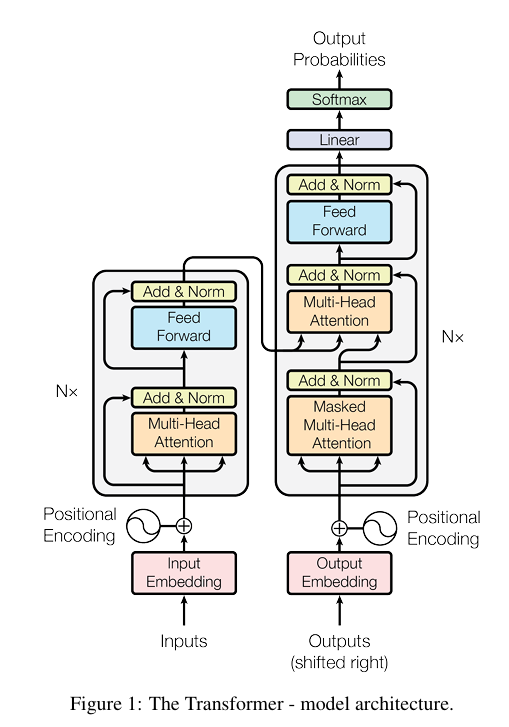 Output
Probabilities
Softmax
Linear
Add & Norm
Feed
Forward
Add & Norm
Multi-Head
Attention
Nx
Add & Norm
Masked
Multi-Head
Attention
Add & Norm
Feed
Forward
Nx
Add & Norm
Multi-Head
Attention
Positional
Encoding
Positional
Encoding
Input
Embedding
Output
Embedding
Inputs
Outputs
(shifted right)
Figure 1: The Transformer - model architecture.